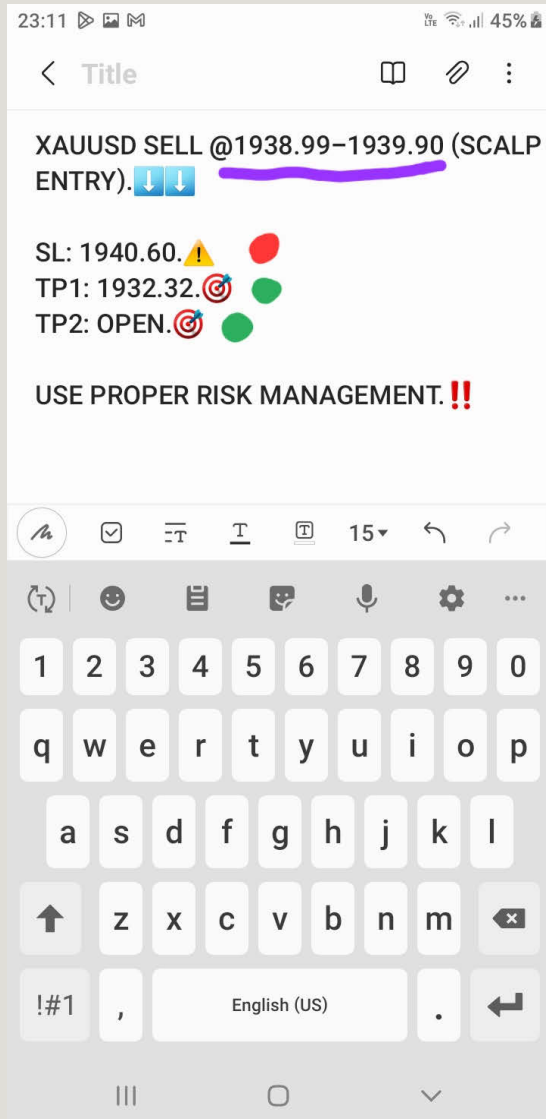 23:11 Vo LTE 45%
Title
XAUUSD SELL @1938.99–1939.90 (SCALP
ENTRY).⬇️⬇️
SL: 1940.60.⚠️
TP1: 1932.32.🎯
TP2: OPEN.🎯
USE PROPER RISK MANAGEMENT.‼️
T T T 15
T
1 2 3 4 5 6 7 8 9 0
q w e r t y u i o p
a s d f g h j k l
z x c v b n m
!#1 , English (US) .